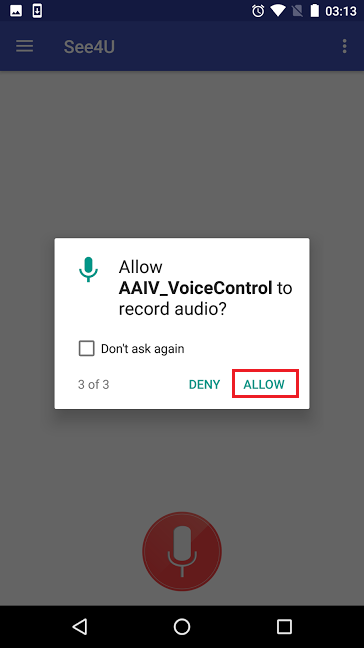 03:13
See4U
Allow
AAIV_VoiceControl to
record audio?
Don't ask again
3 of 3 DENY ALLOW